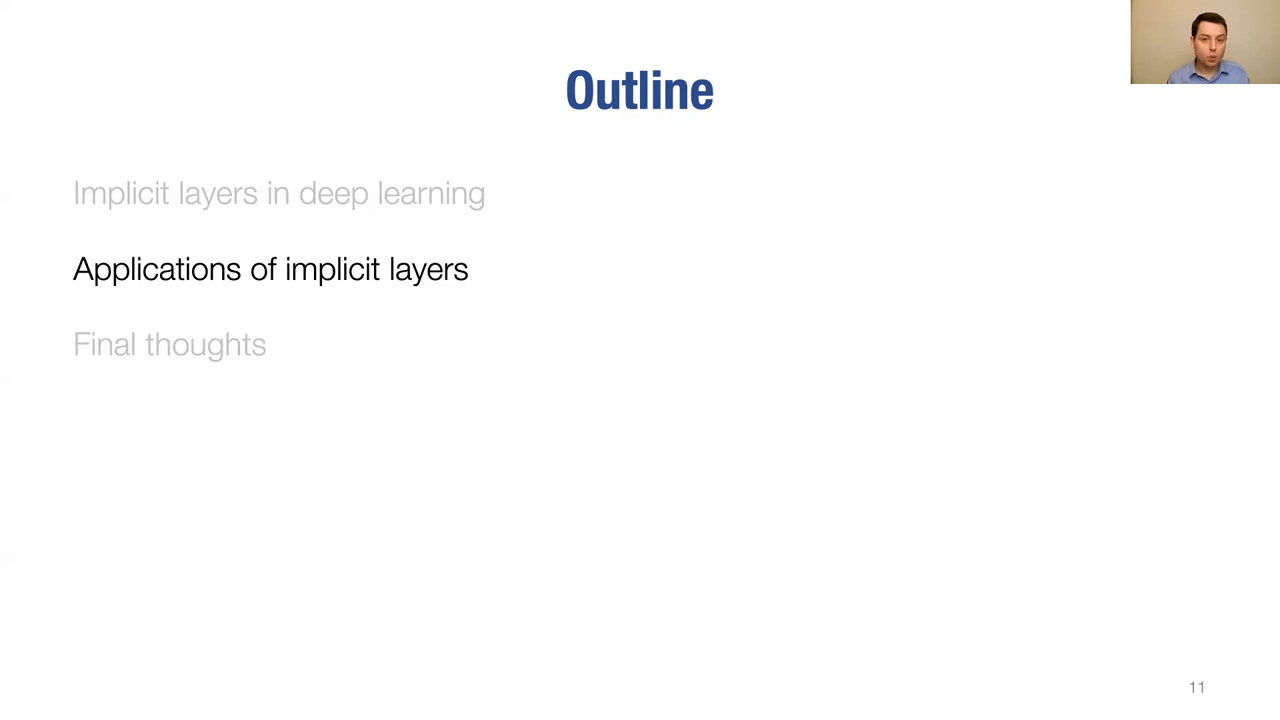 Outline
Implicit layers in deep learning
Applications of implicit layers
Final thoughts
11